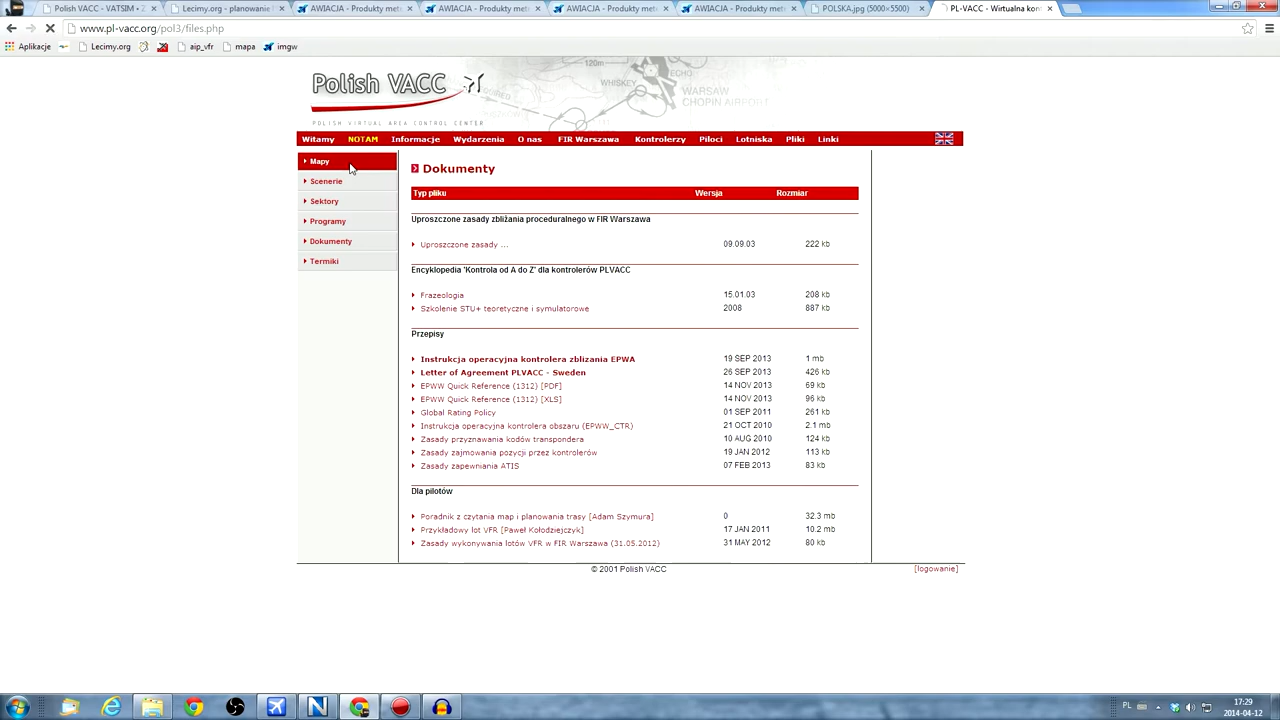 Polish VACC - VATSIM • 2
Lecimy.org - planowanie
AWIACJA - Produkty mete
AWIACJA - Produkty mete
AWIACJA - Produkty mete
AWIACJA - Produkty mete
POLSKA.jpg (5000×5500)
PL-VACC - Wirtualna kon
www.pl-vacc.org/pol3/files.php
Aplikacje
Lecimy.org
aip_vfr
mapa
imgw
Polish VACC
POLISH VIRTUAL AREA CONTROL CENTER
120m
WHISKEY
ECHO
WARSAW
CHOPIN AIRPORT
Witamy NOTAM Informacje Wydarzenia O nas FIR Warszawa Kontrolerzy Piloci Lotniska Pliki Linki
Mapy
Scenerie
Sektory
Programy
Dokumenty
Termiki
Dokumenty
Typ pliku Wersja Rozmiar
Uproszczone zasady zbliżania proceduralnego w FIR Warszawa
Uproszczone zasady ... 09.09.03 222 kb
Encyklopedia 'Kontrola od A do Z' dla kontrolerów PLVACC
Frazeologia 15.01.03 208 kb
Szkolenie STU+ teoretyczne i symulatorowe 2008 887 kb
Przepisy
Instrukcja operacyjna kontrolera zblizania EPWA 19 SEP 2013 1 mb
Letter of Agreement PLVACC - Sweden 26 SEP 2013 426 kb
EPWW Quick Reference (1312) [PDF] 14 NOV 2013 69 kb
EPWW Quick Reference (1312) [XLS] 14 NOV 2013 96 kb
Global Rating Policy 01 SEP 2011 261 kb
Instrukcja operacyjna kontrolera obszaru (EPWW_CTR) 21 OCT 2010 2.1 mb
Zasady przyznawania kodów transpondera 10 AUG 2010 124 kb
Zasady zajmowania pozycji przez kontrolerów 19 JAN 2012 113 kb
Zasady zapewniania ATIS 07 FEB 2013 83 kb
Dla pilotów
Poradnik z czytania map i planowania trasy [Adam Szymura] 0 32.3 mb
Przykładowy lot VFR [Paweł Kołodziejczyk] 17 JAN 2011 10.2 mb
Zasady wykonywania lotów VFR w FIR Warszawa (31.05.2012) 31 MAY 2012 80 kb
© 2001 Polish VACC
[logowanie]
PL
17:29
2014-04-12